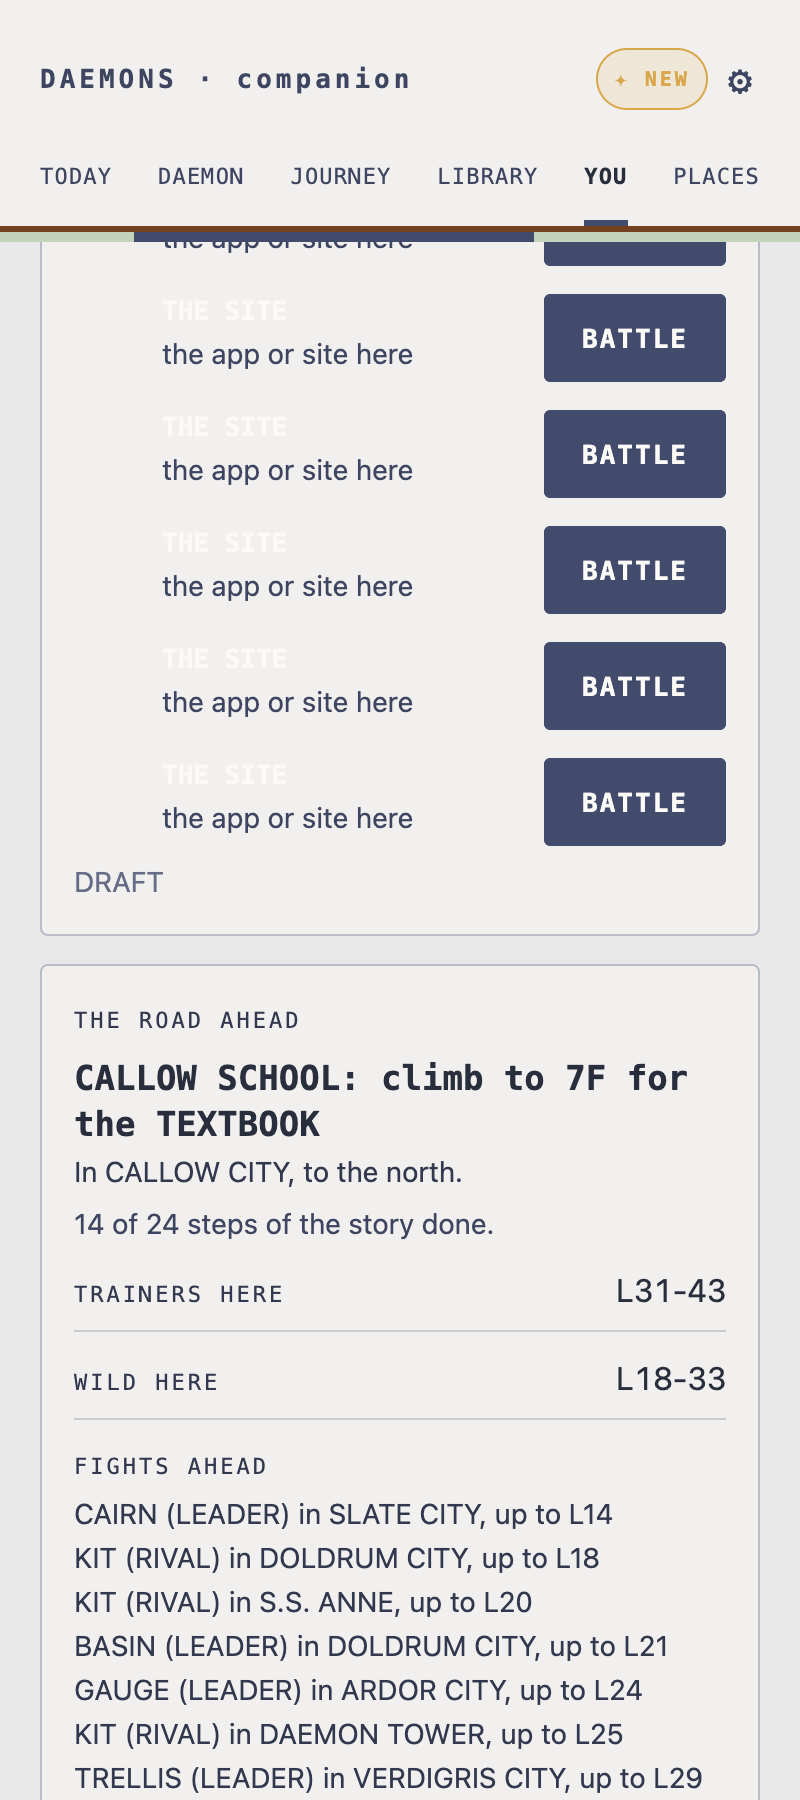 DAEMONS · companion
✦ NEW
TODAY DAEMON JOURNEY LIBRARY YOU PLACES
the app or site here
THE SITE
the app or site here
BATTLE
THE SITE
the app or site here
BATTLE
THE SITE
the app or site here
BATTLE
THE SITE
the app or site here
BATTLE
THE SITE
the app or site here
BATTLE
DRAFT
THE ROAD AHEAD
CALLOW SCHOOL: climb to 7F for
the TEXTBOOK
In CALLOW CITY, to the north.
14 of 24 steps of the story done.
TRAINERS HERE L31-43
WILD HERE L18-33
FIGHTS AHEAD
CAIRN (LEADER) in SLATE CITY, up to L14
KIT (RIVAL) in DOLDRUM CITY, up to L18
KIT (RIVAL) in S.S. ANNE, up to L20
BASIN (LEADER) in DOLDRUM CITY, up to L21
GAUGE (LEADER) in ARDOR CITY, up to L24
KIT (RIVAL) in DAEMON TOWER, up to L25
TRELLIS (LEADER) in VERDIGRIS CITY, up to L29